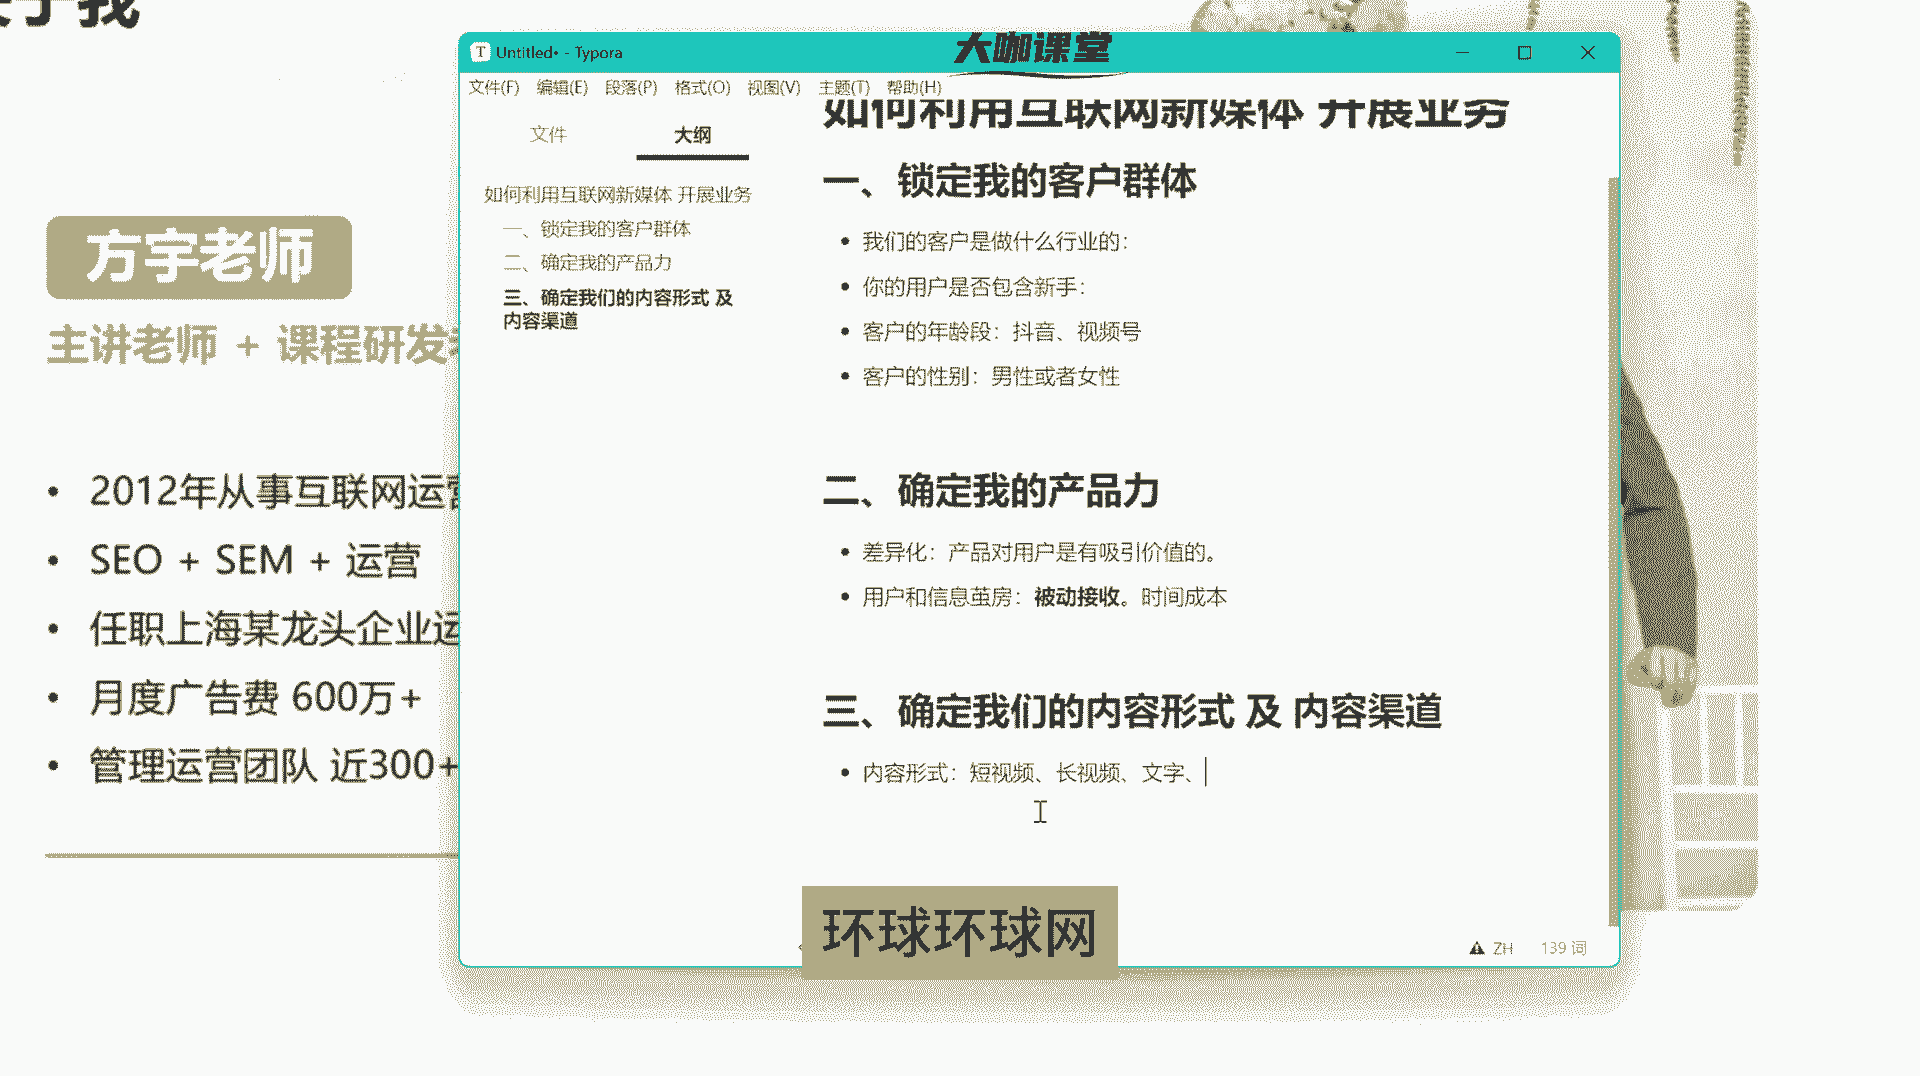 关于我
方宇老师
主讲老师 + 课程研发
2012年从事互联网运营
SEO + SEM + 运营
任职上海某龙头企业运
月度广告费 600万+
管理运营团队 近300+
Untitled• - Typora
大咖课堂
文件(F) 编辑(E) 段落(P) 格式(O) 视图(V) 主题(T) 帮助(H)
文件 大纲
如何利用互联网新媒体 开展业务
一、锁定我的客户群体
二、确定我的产品力
三、确定我们的内容形式 及
内容渠道
如何利用互联网新媒体 开展业务
一、锁定我的客户群体
我们的客户是做什么行业的：
你的用户是否包含新手：
客户的年龄段：抖音、视频号
客户的性别：男性或者女性
二、确定我的产品力
差异化：产品对用户是有吸引价值的。
用户和信息茧房：被动接收。时间成本
三、确定我们的内容形式 及 内容渠道
内容形式：短视频、长视频、文字、
环球环球网
ZH 139 词